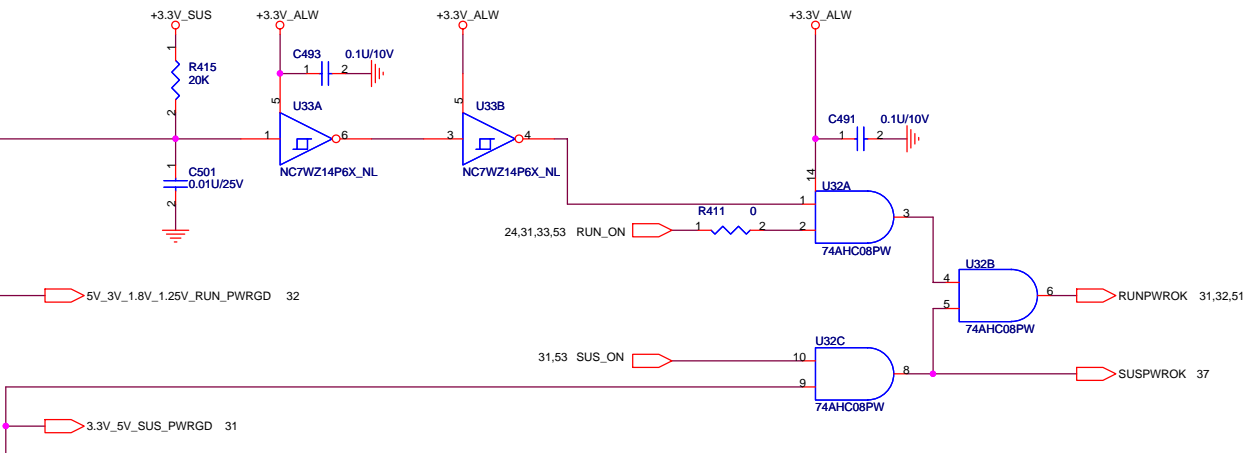 +3.3V_SUS
+3.3V_ALW
+3.3V_ALW
+3.3V_ALW
1
R415
20K
2
C493 0.1U/10V
1 2
5
U33A
1 6
NC7WZ14P6X_NL
5
U33B
3 4
NC7WZ14P6X_NL
1
C501
0.01U/25V
2
C491 0.1U/10V
1 2
14
U32A
1
2
3
74AHC08PW
R411 0
1 2
24,31,33,53 RUN_ON
U32B
4
5
6
74AHC08PW
RUNPWROK 31,32,51
5V_3V_1.8V_1.25V_RUN_PWRGD 32
31,53 SUS_ON
U32C
10
9
8
74AHC08PW
SUSPWROK 37
3.3V_5V_SUS_PWRGD 31